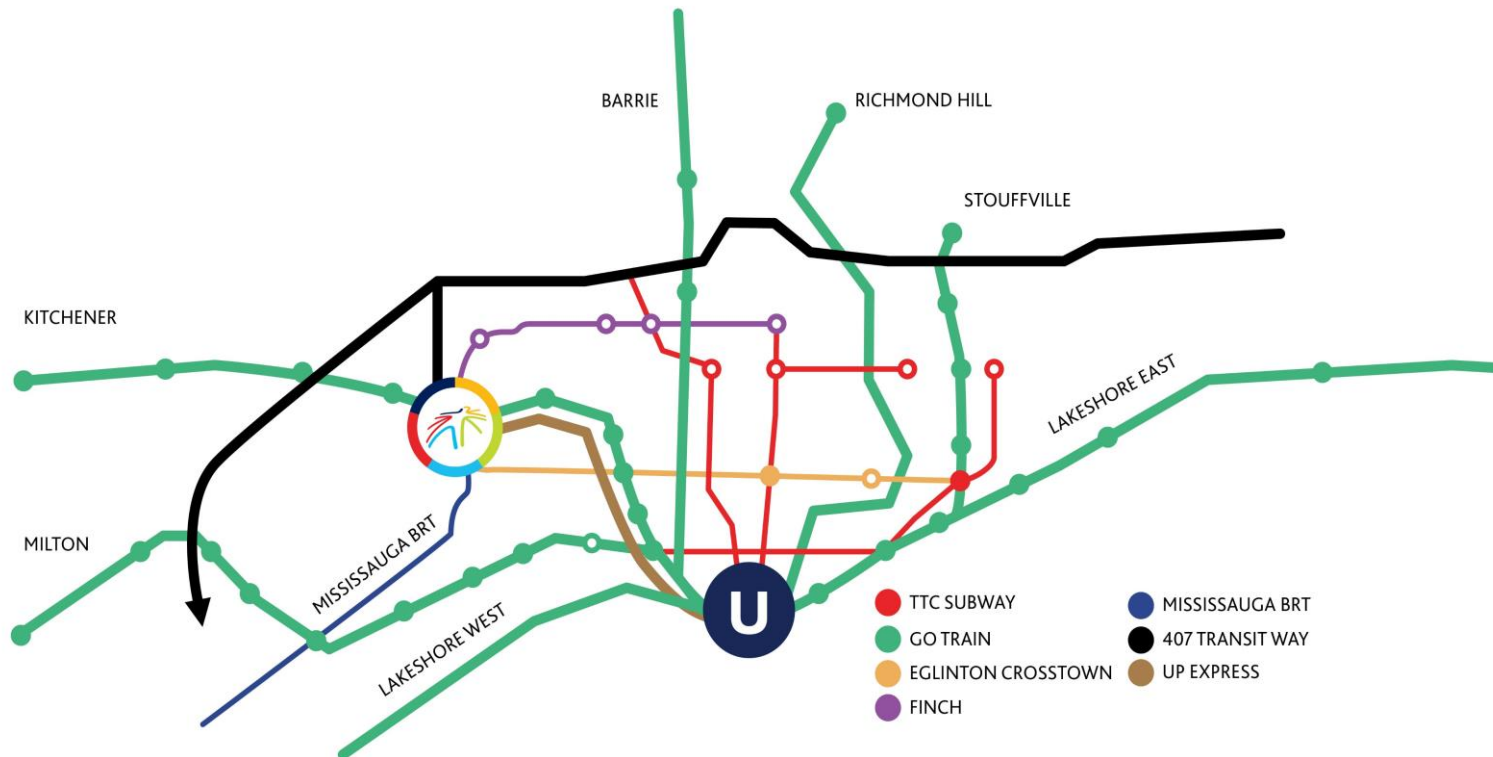 BARRIE
RICHMOND HILL
STOUFFVILLE
KITCHENER
LAKESHORE EAST
MILTON
MISSISSAUGA BRT
LAKESHORE WEST
U
TTC SUBWAY
GO TRAIN
EGLINTON CROSSTOWN
FINCH
MISSISSAUGA BRT
407 TRANSIT WAY
UP EXPRESS